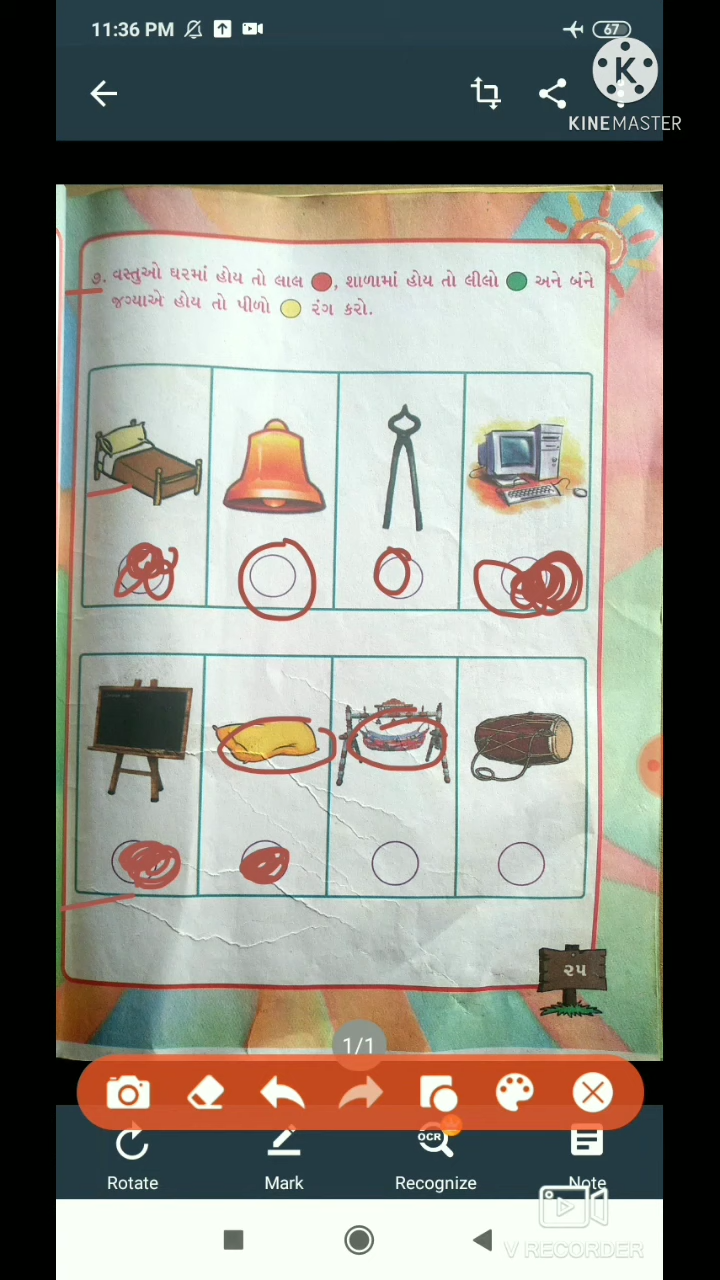 11:36 PM
67
K
KINEMASTER
૭. વસ્તુઓ ઘરમાં હોય તો લાલ , શાળામાં હોય તો લીલો અને બંને
જગ્યાએ હોય તો પીળો રંગ કરો.
૨૫
1/1
OCR
Rotate Mark Recognize Note
V RECORDER